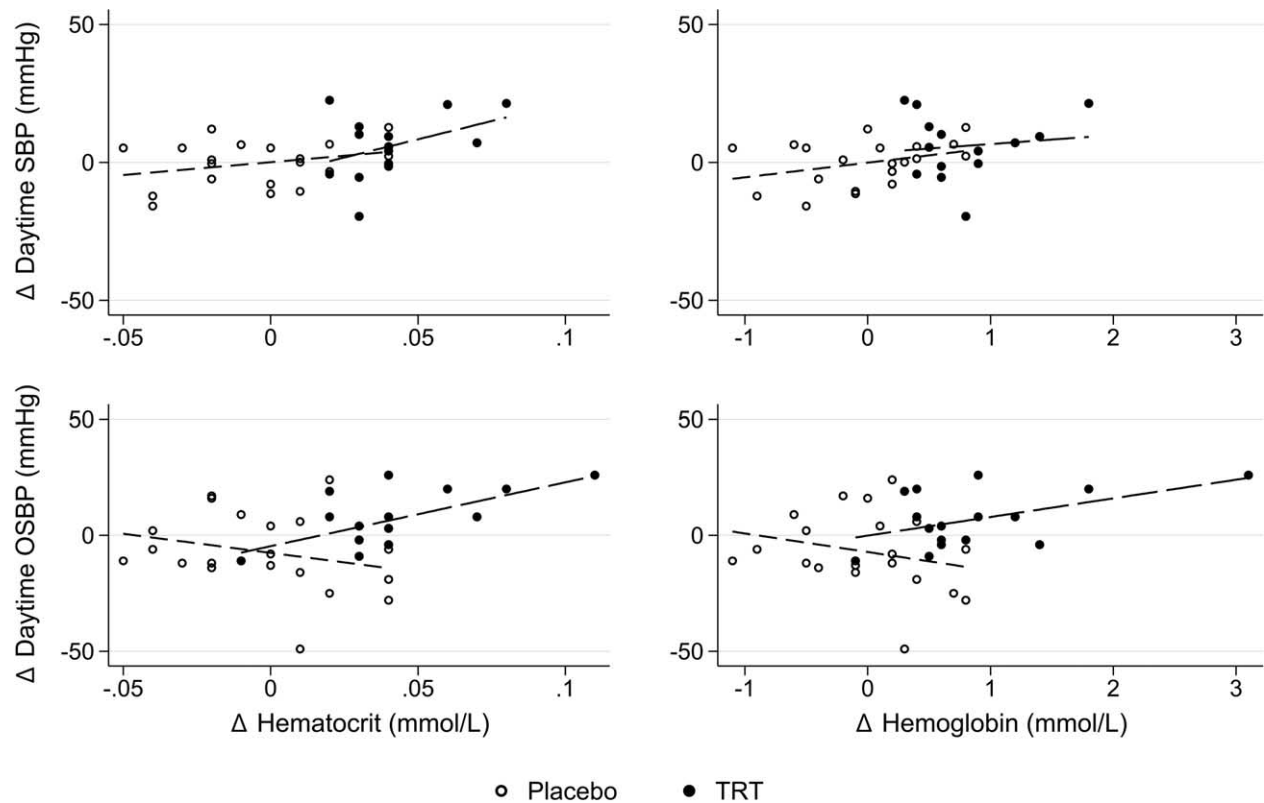 Δ Daytime SBP (mmHg)
50
0
-50
-.05 0 .05 .1
50
0
-50
-1 0 1 2 3
Δ Daytime OSBP (mmHg)
50
0
-50
-.05 0 .05 .1
Δ Hematocrit (mmol/L)
50
0
-50
-1 0 1 2 3
Δ Hemoglobin (mmol/L)
Placebo TRT